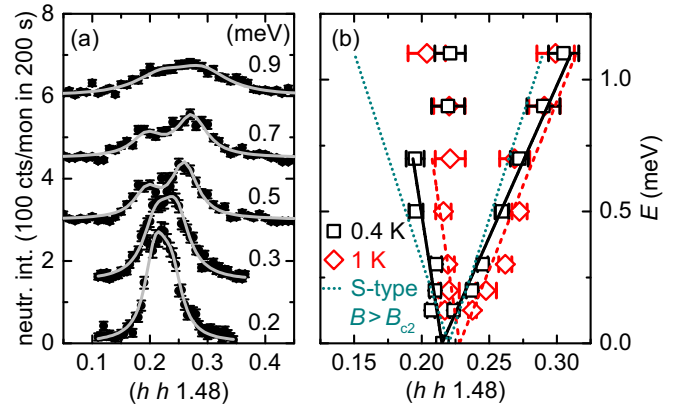 (a)
(meV)
(b)
8
6
4
2
0
neutr. int. (100 cts/mon in 200 s)
0.9
0.7
0.5
0.3
0.2
0.1 0.2 0.3 0.4
(h h 1.48)
0.4 K
1 K
S-type
B > Bc2
1.0
0.5
0.0
E (meV)
0.15 0.20 0.25 0.30
(h h 1.48)